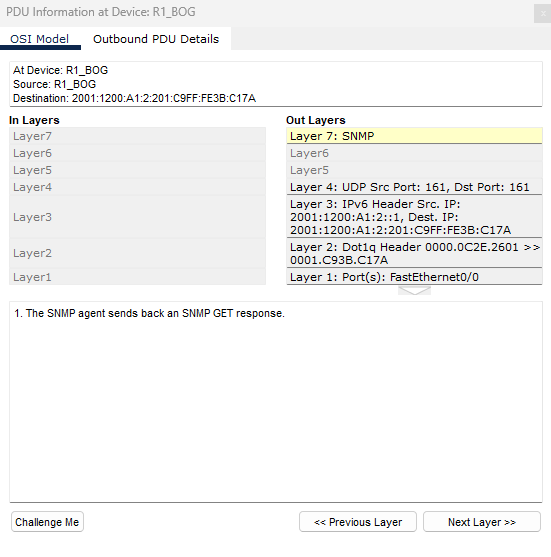 PDU Information at Device: R1_BOG
x
OSI Model
Outbound PDU Details
At Device: R1_BOG
Source: R1_BOG
Destination: 2001:1200:A1:2:201:C9FF:FE3B:C17A
In Layers
Layer7
Layer6
Layer5
Layer4
Layer3
Layer2
Layer1
Out Layers
Layer 7: SNMP
Layer6
Layer5
Layer 4: UDP Src Port: 161, Dst Port: 161
Layer 3: IPv6 Header Src. IP:
2001:1200:A1:2::1, Dest. IP:
2001:1200:A1:2:201:C9FF:FE3B:C17A
Layer 2: Dot1q Header 0000.0C2E.2601 >>
0001.C93B.C17A
Layer 1: Port(s): FastEthernet0/0
1. The SNMP agent sends back an SNMP GET response.
Challenge Me
<< Previous Layer
Next Layer >>